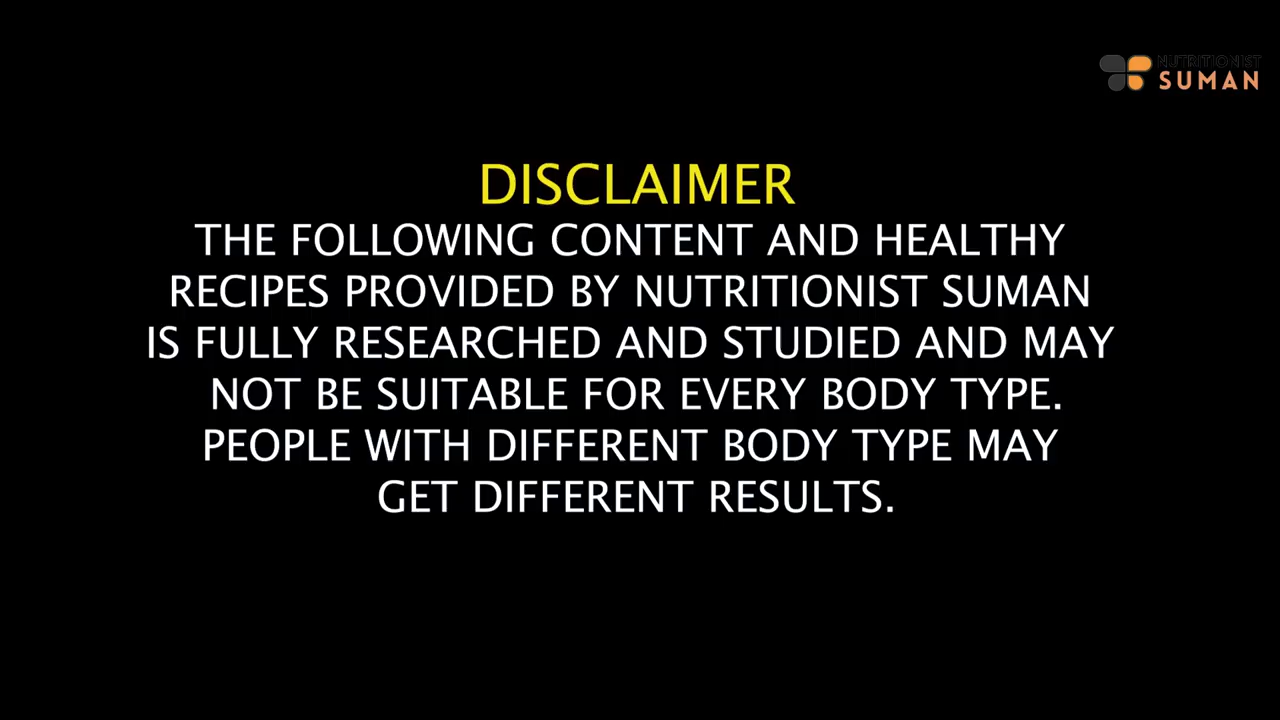 NUTRITIONIST
SUMAN
DISCLAIMER
THE FOLLOWING CONTENT AND HEALTHY
RECIPES PROVIDED BY NUTRITIONIST SUMAN
IS FULLY RESEARCHED AND STUDIED AND MAY
NOT BE SUITABLE FOR EVERY BODY TYPE.
PEOPLE WITH DIFFERENT BODY TYPE MAY
GET DIFFERENT RESULTS.